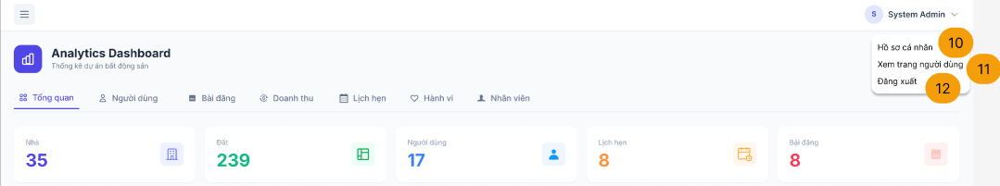 S System Admin
Analytics Dashboard
Thống kê dự án bất động sản
Hồ sơ cá nhân 10
Xem trang người dùng 11
Đăng xuất 12
Tổng quan Người dùng Bài đăng Doanh thu Lịch hẹn Hành vi Nhân viên
Nhà Đất Người dùng Lịch hẹn Bài đăng
35 239 17 8 8